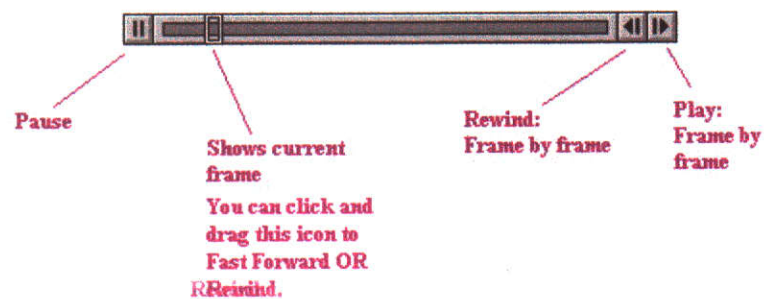 Pause
Shows current
frame
You can click and
drag this icon to
Fast Forward OR
Rewind.
Rewind:
Frame by frame
Play:
Frame by
frame